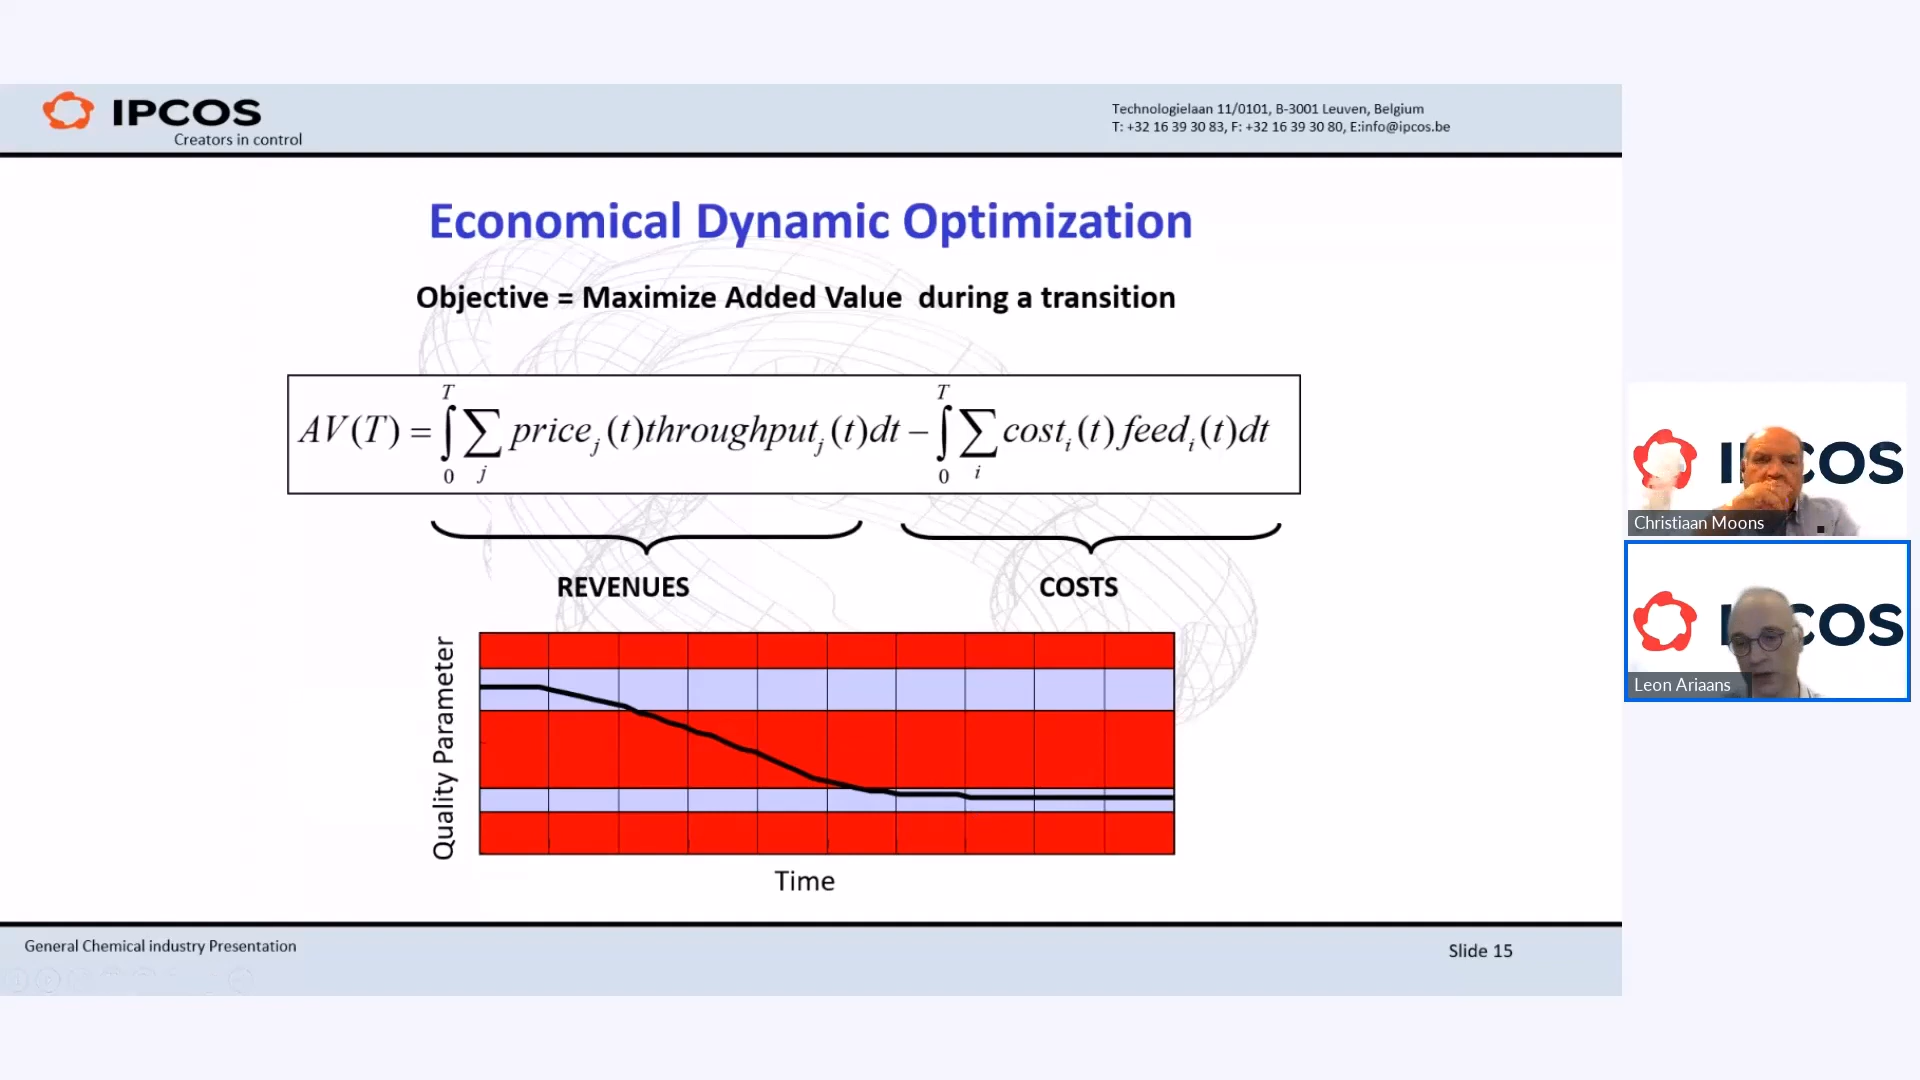 IPCOS
Creators in control
Technologielaan 11/0101, B-3001 Leuven, Belgium
T: +32 16 39 30 83, F: +32 16 39 30 80, E:info@ipcos.be
Economical Dynamic Optimization
Objective = Maximize Added Value during a transition
AV(T) = ∫₀ᵀ ∑ⱼ priceⱼ(t)throughputⱼ(t)dt − ∫₀ᵀ ∑ᵢ costᵢ(t)feedᵢ(t)dt
REVENUES
COSTS
Quality Parameter
Time
General Chemical industry Presentation
Slide 15
COS
Christiaan Moons
COS
Leon Ariaans